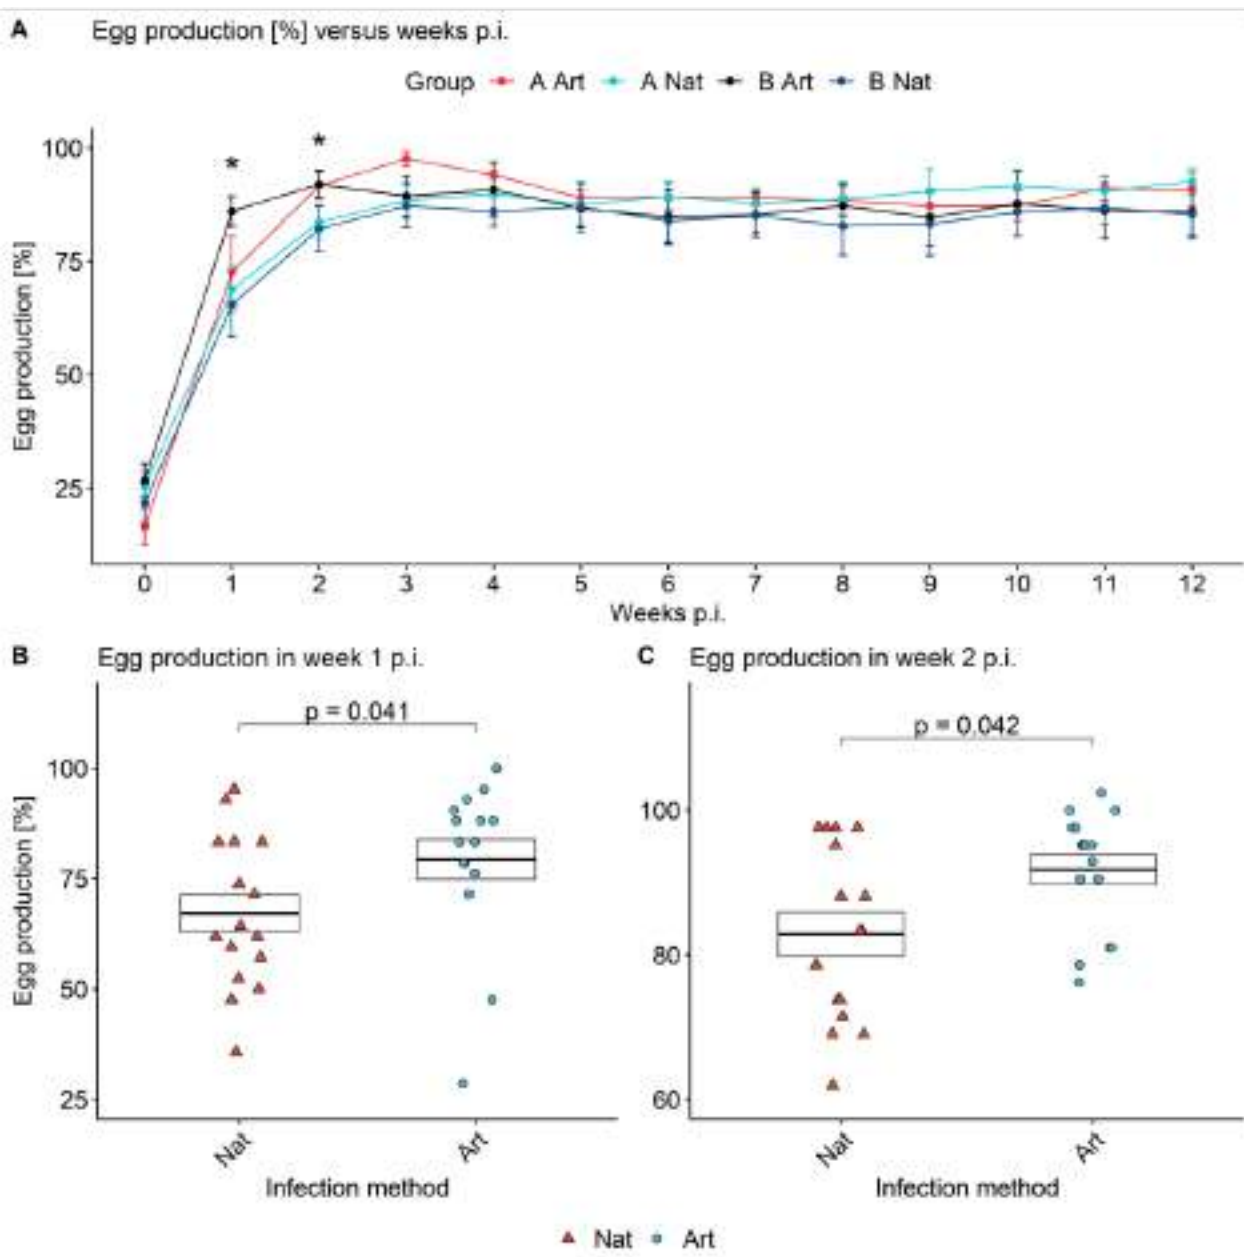 A Egg production [%] versus weeks p.i.
Group A Art A Nat B Art B Nat
* *
100
75
50
25
Egg production [%]
0 1 2 3 4 5 6 7 8 9 10 11 12
Weeks p.i.
B Egg production in week 1 p.i.
p = 0.041
100
75
50
25
Egg production [%]
Nat Art
Infection method
C Egg production in week 2 p.i.
p = 0.042
100
80
60
Nat Art
Infection method
Nat Art